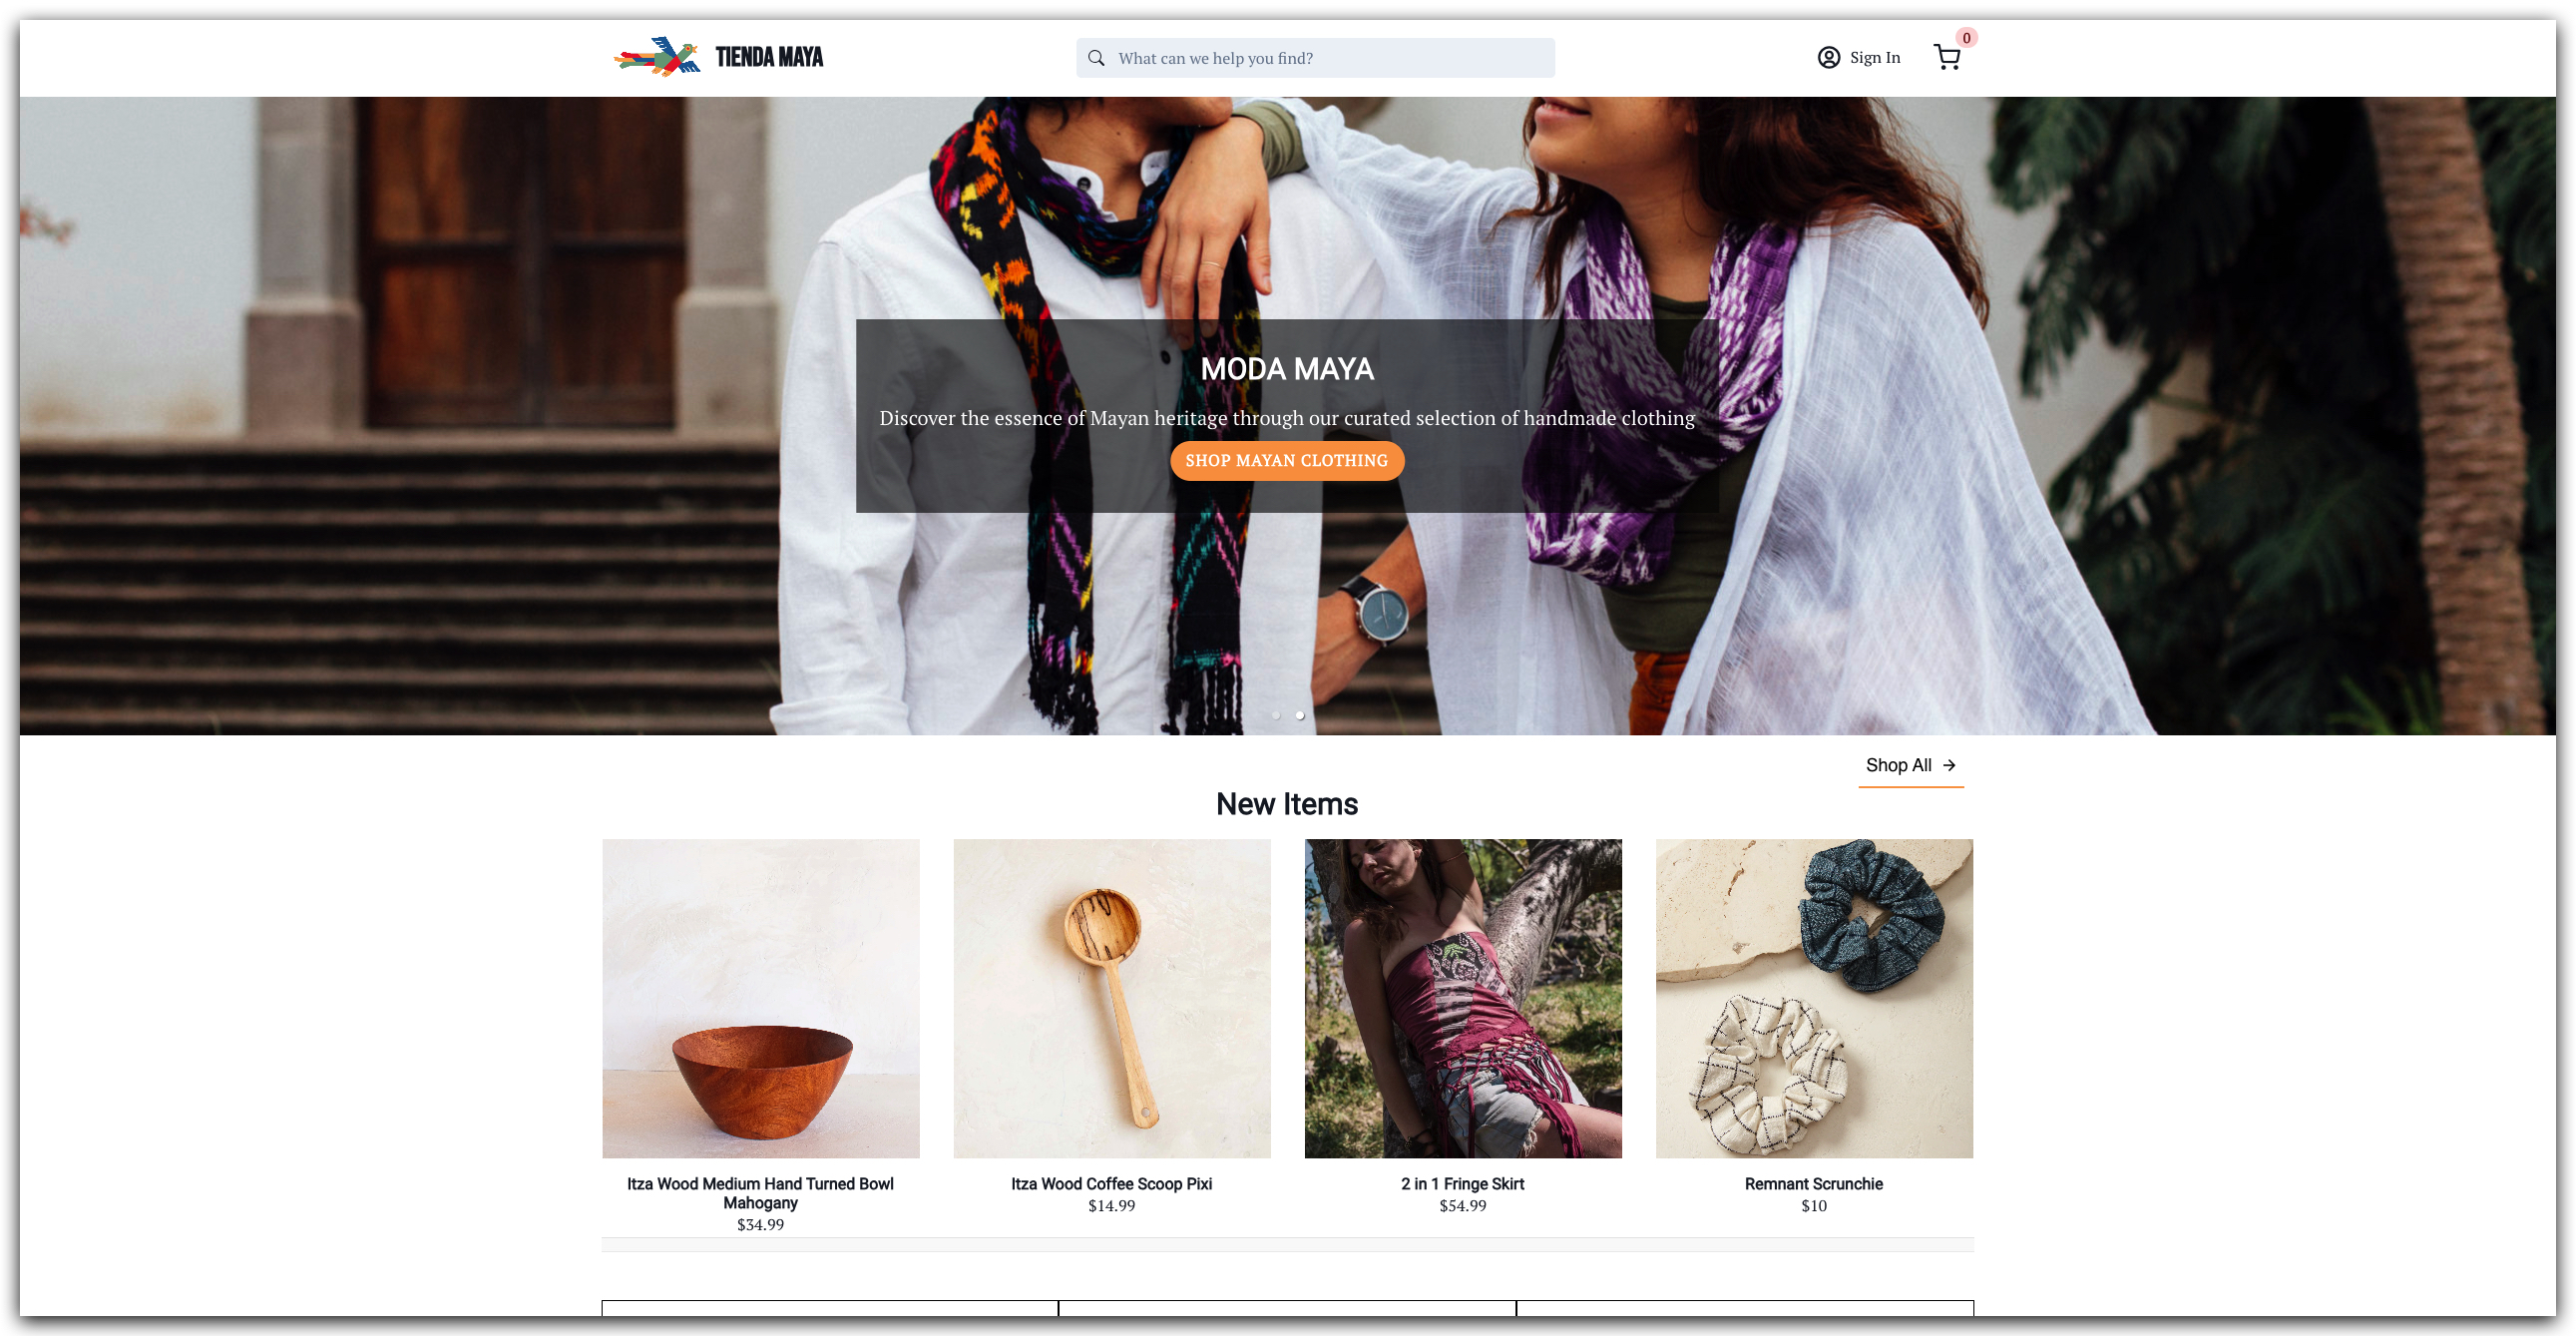 TIENDA MAYA
What can we help you find?
Sign In
0
MODA MAYA
Discover the essence of Mayan heritage through our curated selection of handmade clothing
SHOP MAYAN CLOTHING
Shop All
New Items
Itza Wood Medium Hand Turned Bowl
Mahogany
$34.99
Itza Wood Coffee Scoop Pixi
$14.99
2 in 1 Fringe Skirt
$54.99
Remnant Scrunchie
$10